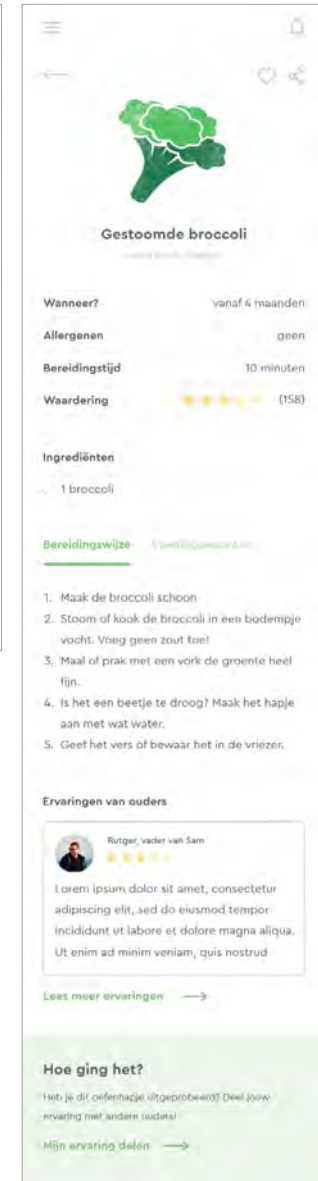 Gestoomde broccoli
Wanneer? vanaf 4 maanden
Allergenen geen
Bereidingstijd 10 minuten
Waardering (158)
Ingrediënten
1 broccoli
Bereidingswijze
1. Maak de broccoli schoon
2. Stoom of kook de broccoli in een bodempje
vocht. Voeg geen zout toe!
3. Maal of prak met een vork de groente heel
fijn.
4. Is het een beetje te droog? Maak het hapje
aan met wat water.
5. Geef het vers of bewaar het in de vriezer.
Ervaringen van ouders
Rutger, vader van Sam
Lorem ipsum dolor sit amet, consectetur
adipiscing elit, sed do eiusmod tempor
incididunt ut labore et dolore magna aliqua.
Ut enim ad minim veniam, quis nostrud
Lees meer ervaringen
Hoe ging het?
Heb je dit oefenhapje uitgeprobeerd? Deel jouw
ervaring met andere ouders!
Mijn ervaring delen